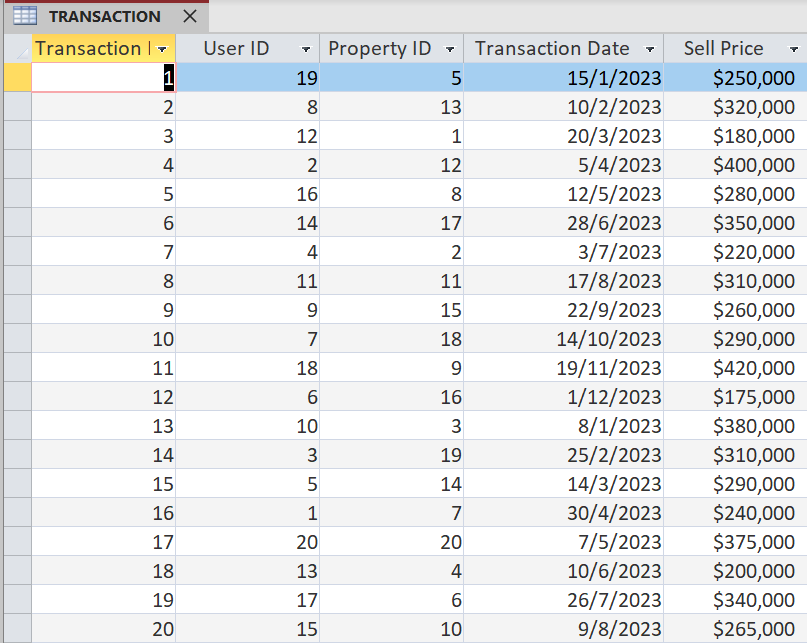 TRANSACTION
Transaction I User ID Property ID Transaction Date Sell Price
1 19 5 15/1/2023 $250,000
2 8 13 10/2/2023 $320,000
3 12 1 20/3/2023 $180,000
4 2 12 5/4/2023 $400,000
5 16 8 12/5/2023 $280,000
6 14 17 28/6/2023 $350,000
7 4 2 3/7/2023 $220,000
8 11 11 17/8/2023 $310,000
9 9 15 22/9/2023 $260,000
10 7 18 14/10/2023 $290,000
11 18 9 19/11/2023 $420,000
12 6 16 1/12/2023 $175,000
13 10 3 8/1/2023 $380,000
14 3 19 25/2/2023 $310,000
15 5 14 14/3/2023 $290,000
16 1 7 30/4/2023 $240,000
17 20 20 7/5/2023 $375,000
18 13 4 10/6/2023 $200,000
19 17 6 26/7/2023 $340,000
20 15 10 9/8/2023 $265,000